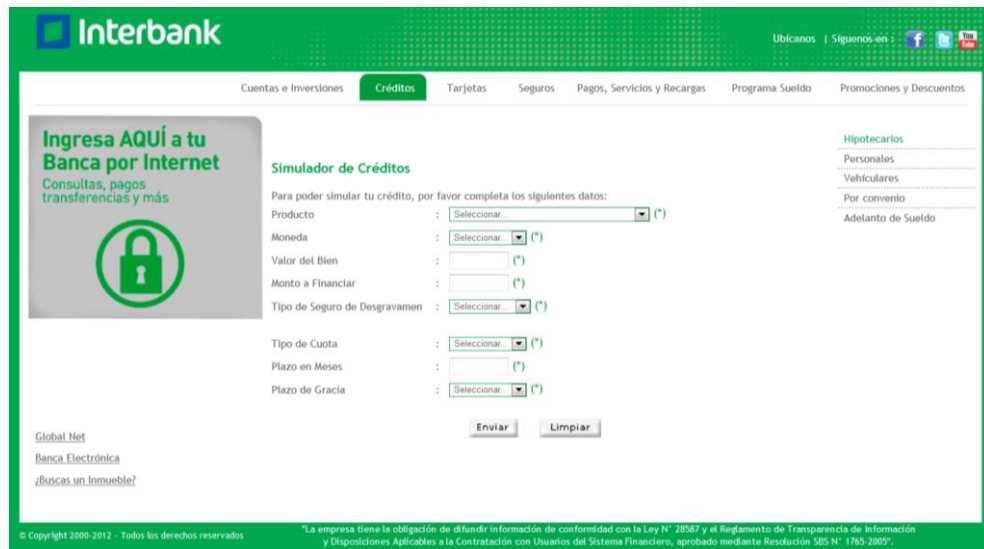 Interbank
Ubícanos | Síguenos en : f You Tube
Cuentas e Inversiones Créditos Tarjetas Seguros Pagos, Servicios y Recargas Programa Sueldo Promociones y Descuentos
Ingresa AQUÍ a tu
Banca por Internet
Consultas, pagos
transferencias y más
Simulador de Créditos
Para poder simular tu crédito, por favor completa los siguientes datos:
Producto : Seleccionar... (*)
Moneda : Seleccionar... (*)
Valor del Bien : (*)
Monto a Financiar : (*)
Tipo de Seguro de Desgravamen : Seleccionar... (*)
Tipo de Cuota : Seleccionar... (*)
Plazo en Meses : (*)
Plazo de Gracia : Seleccionar... (*)
Enviar Limpiar
Hipotecarios
Personales
Vehiculares
Por convenio
Adelanto de Sueldo
Global Net
Banca Electrónica
¿Buscas un Inmueble?
© Copyright 2000-2012 - Todos los derechos reservados
"La empresa tiene la obligación de difundir información de conformidad con la Ley N° 28587 y el Reglamento de Transparencia de Información
y Disposiciones Aplicables a la Contratación con Usuarios del Sistema Financiero, aprobado mediante Resolución SBS N° 1765-2005".